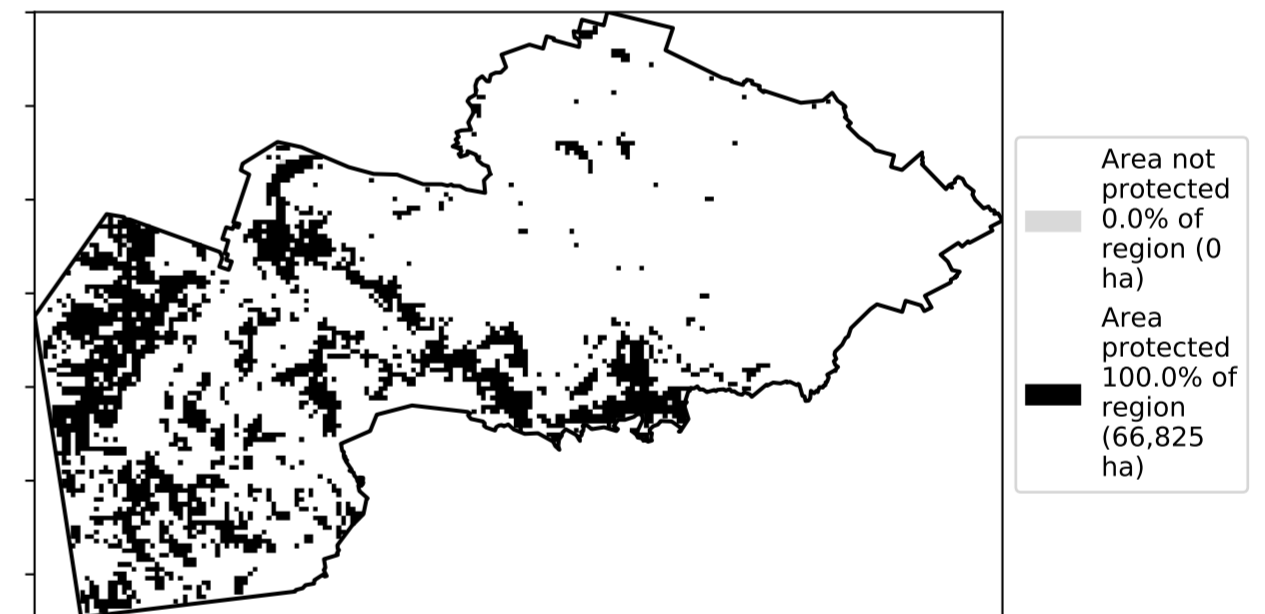 Area not
protected
0.0% of
region (0
ha)
Area
protected
100.0% of
region
(66,825
ha)